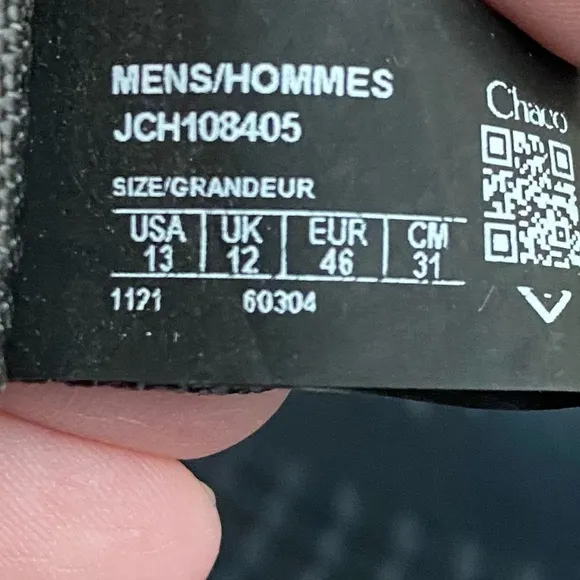 MENS/HOMMES
JCH108405
Chaco
SIZE/GRANDEUR
USA UK EUR CM
13 12 46 31
1121 60304